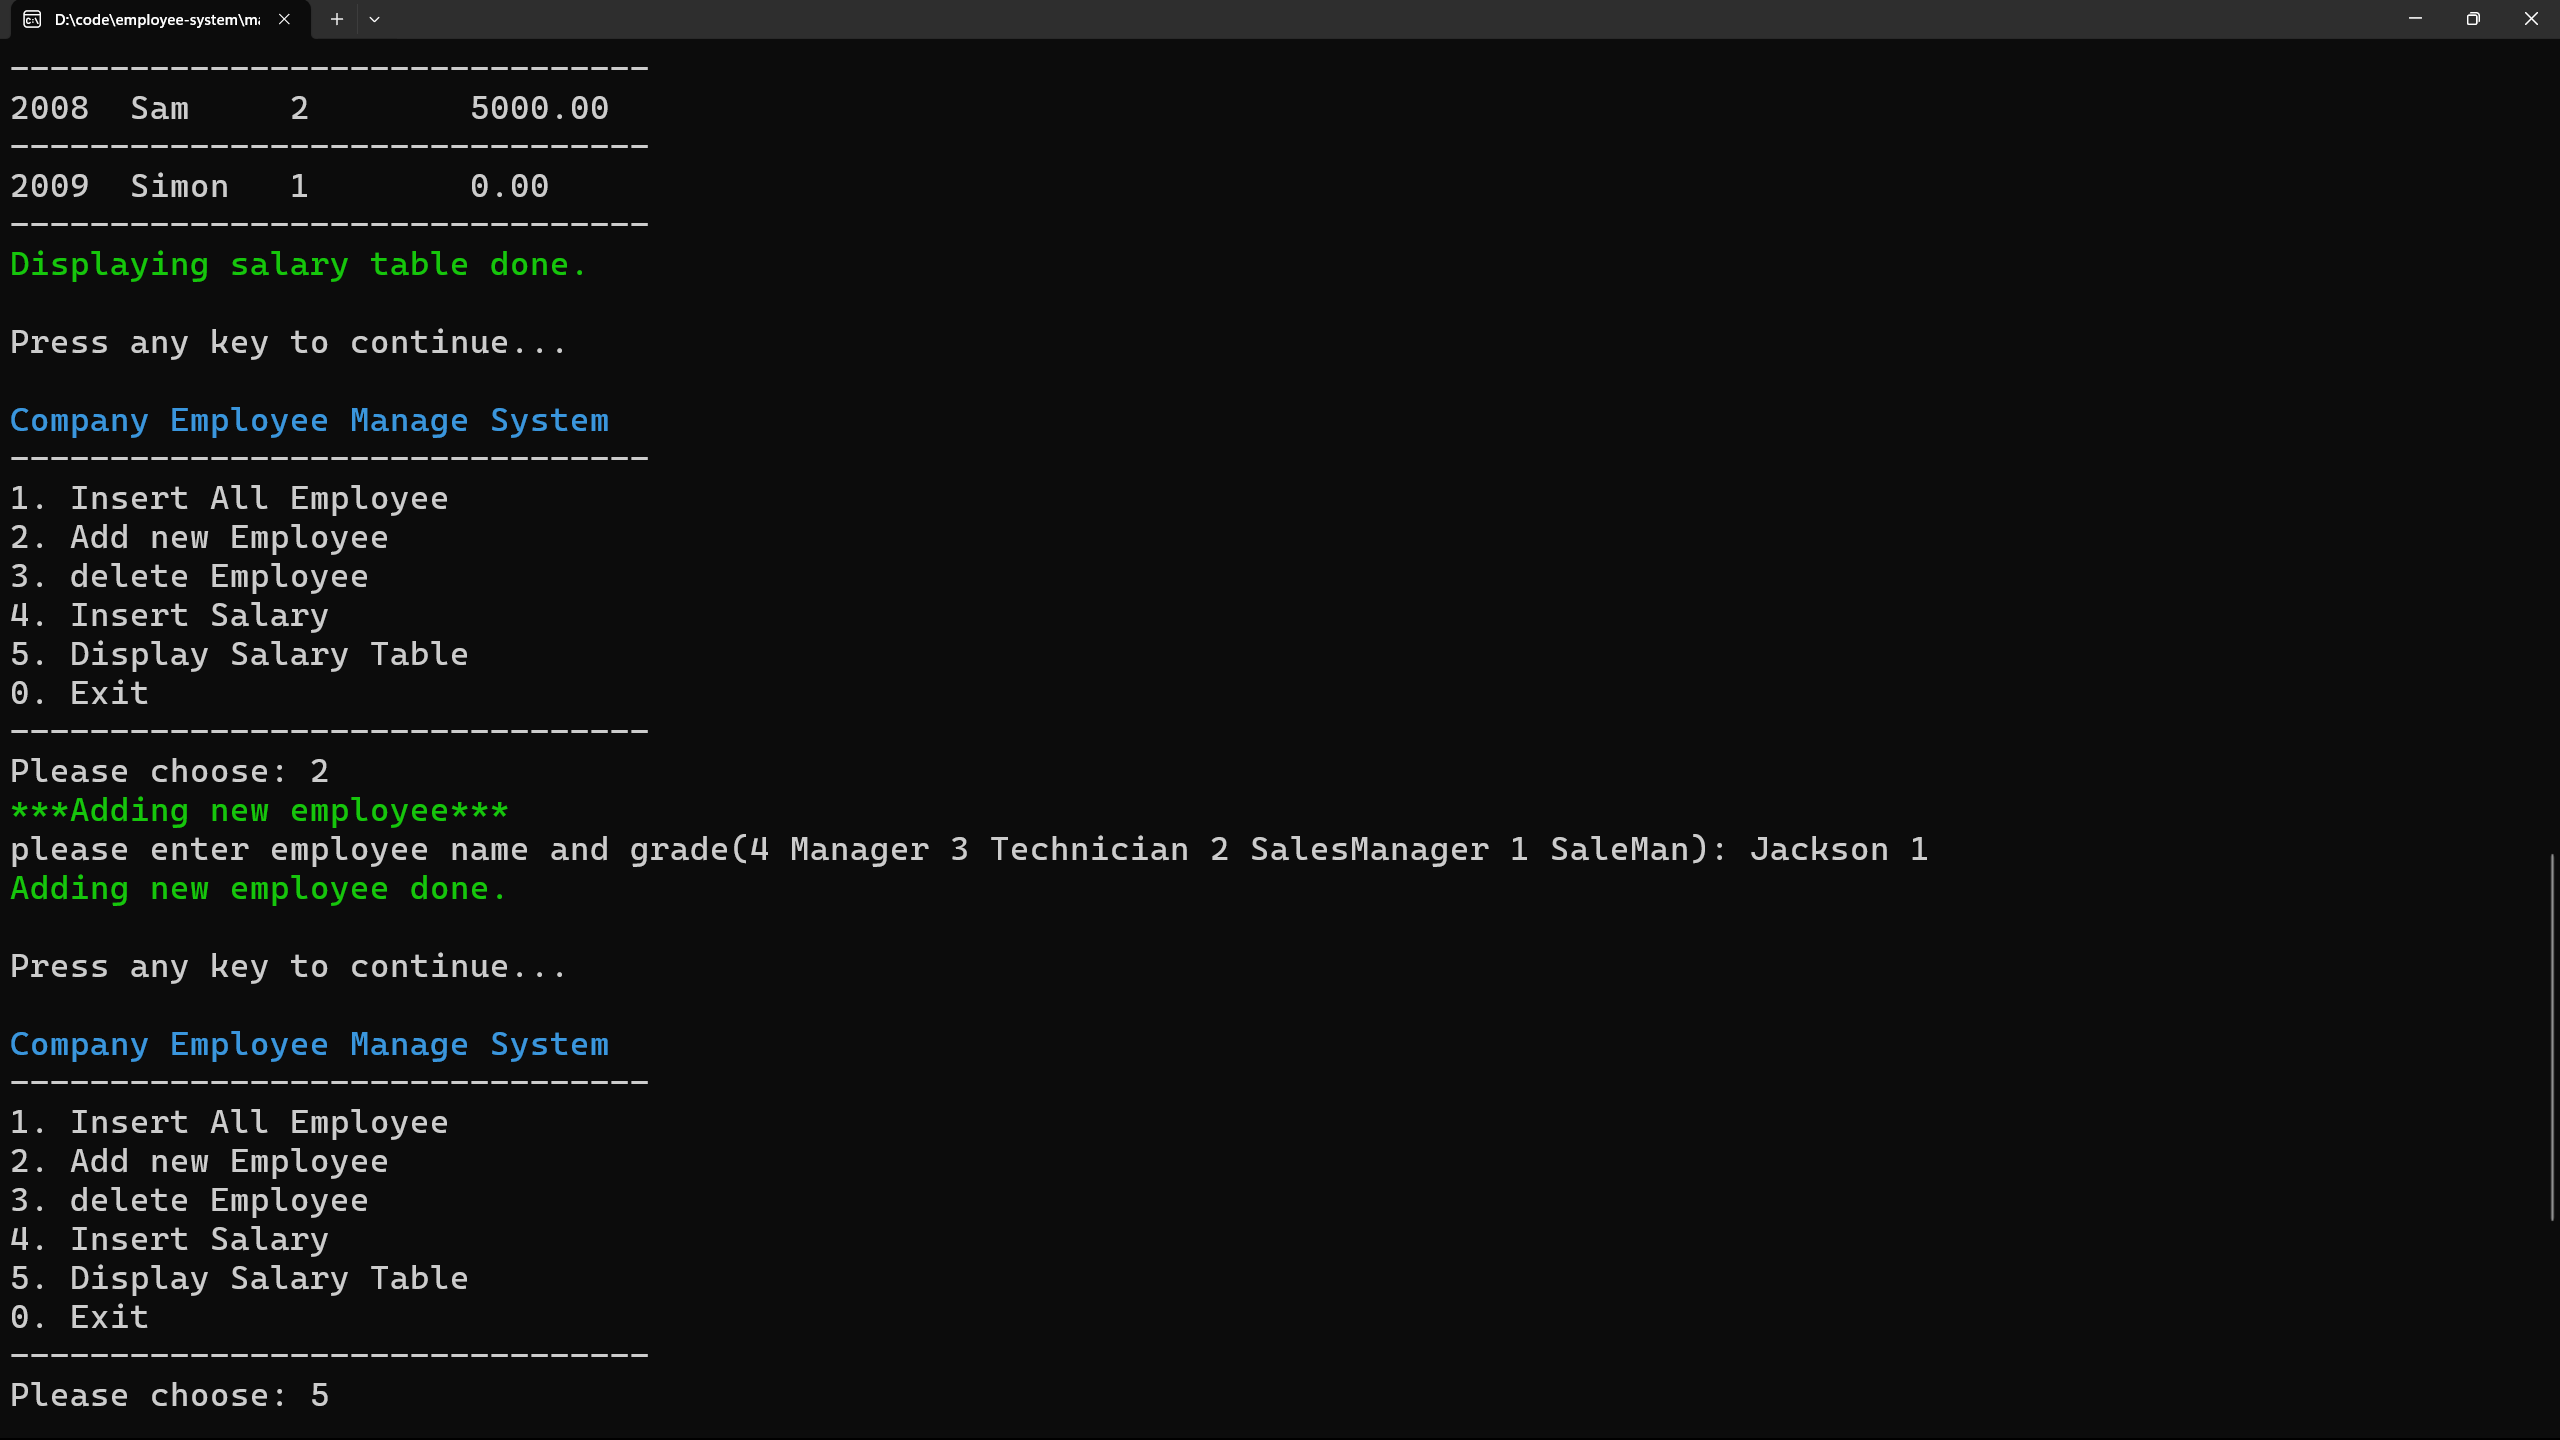 D:\code\employee-system\ma
--------------------------------
2008  Sam     2        5000.00
--------------------------------
2009  Simon   1        0.00
--------------------------------
Displaying salary table done.
Press any key to continue...
Company Employee Manage System
--------------------------------
1. Insert All Employee
2. Add new Employee
3. delete Employee
4. Insert Salary
5. Display Salary Table
0. Exit
--------------------------------
Please choose: 2
***Adding new employee***
please enter employee name and grade(4 Manager 3 Technician 2 SalesManager 1 SaleMan): Jackson 1
Adding new employee done.
Press any key to continue...
Company Employee Manage System
--------------------------------
1. Insert All Employee
2. Add new Employee
3. delete Employee
4. Insert Salary
5. Display Salary Table
0. Exit
--------------------------------
Please choose: 5